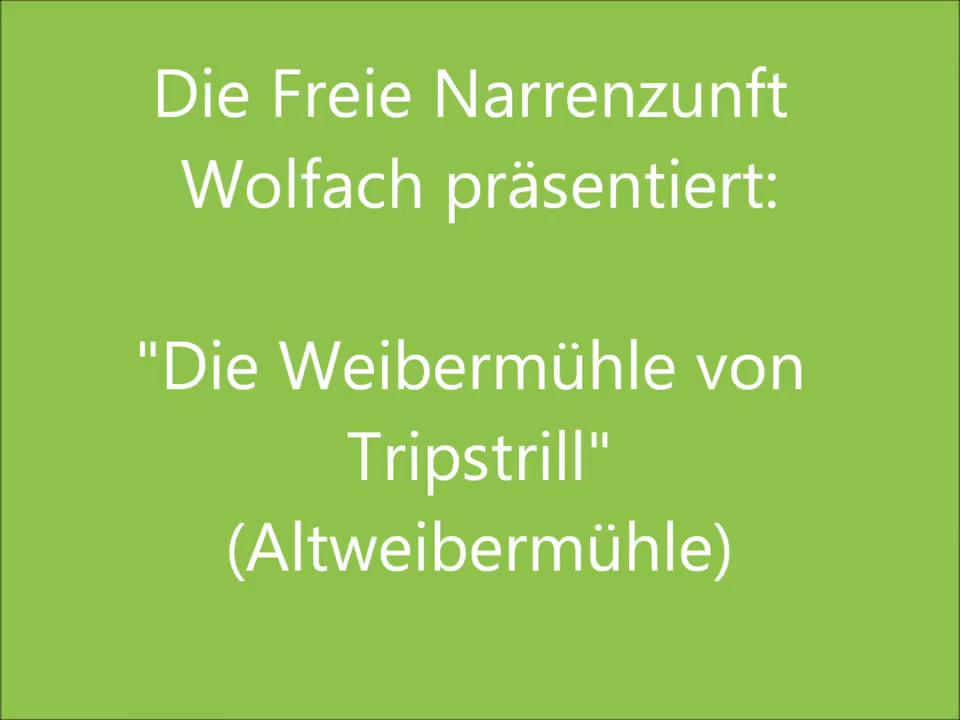 Die Freie Narrenzunft
Wolfach präsentiert:
"Die Weibermühle von
Tripstrill"
(Altweibermühle)